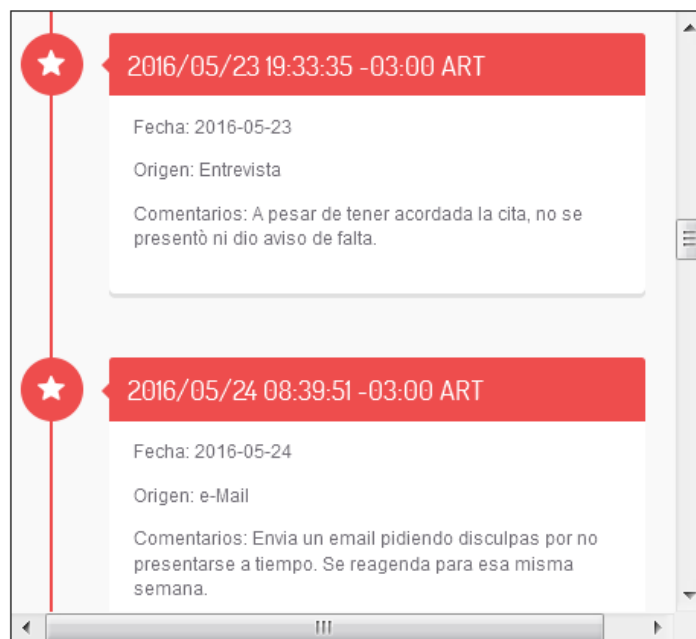 2016/05/23 19:33:35 -03:00 ART
Fecha: 2016-05-23
Origen: Entrevista
Comentarios: A pesar de tener acordada la cita, no se
presentò ni dio aviso de falta.
2016/05/24 08:39:51 -03:00 ART
Fecha: 2016-05-24
Origen: e-Mail
Comentarios: Envia un email pidiendo disculpas por no
presentarse a tiempo. Se reagenda para esa misma
semana.